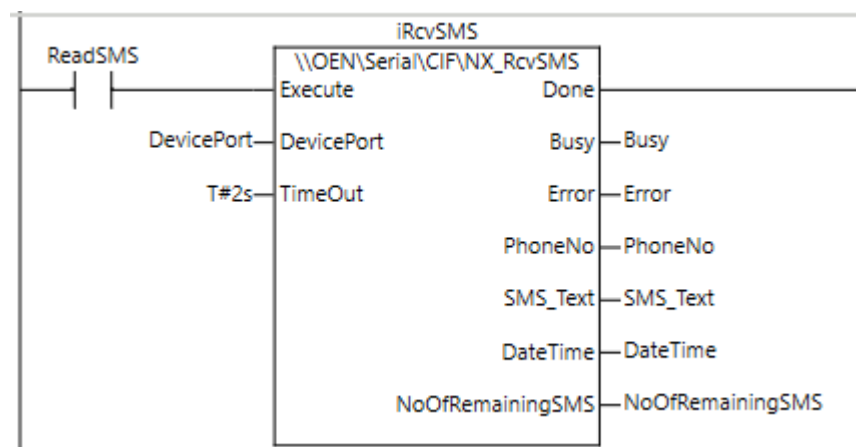 iRcvSMS
ReadSMS
\\OEN\Serial\CIF\NX_RcvSMS
Execute Done
DevicePort DevicePort Busy Busy
T#2s TimeOut Error Error
PhoneNo PhoneNo
SMS_Text SMS_Text
DateTime DateTime
NoOfRemainingSMS NoOfRemainingSMS